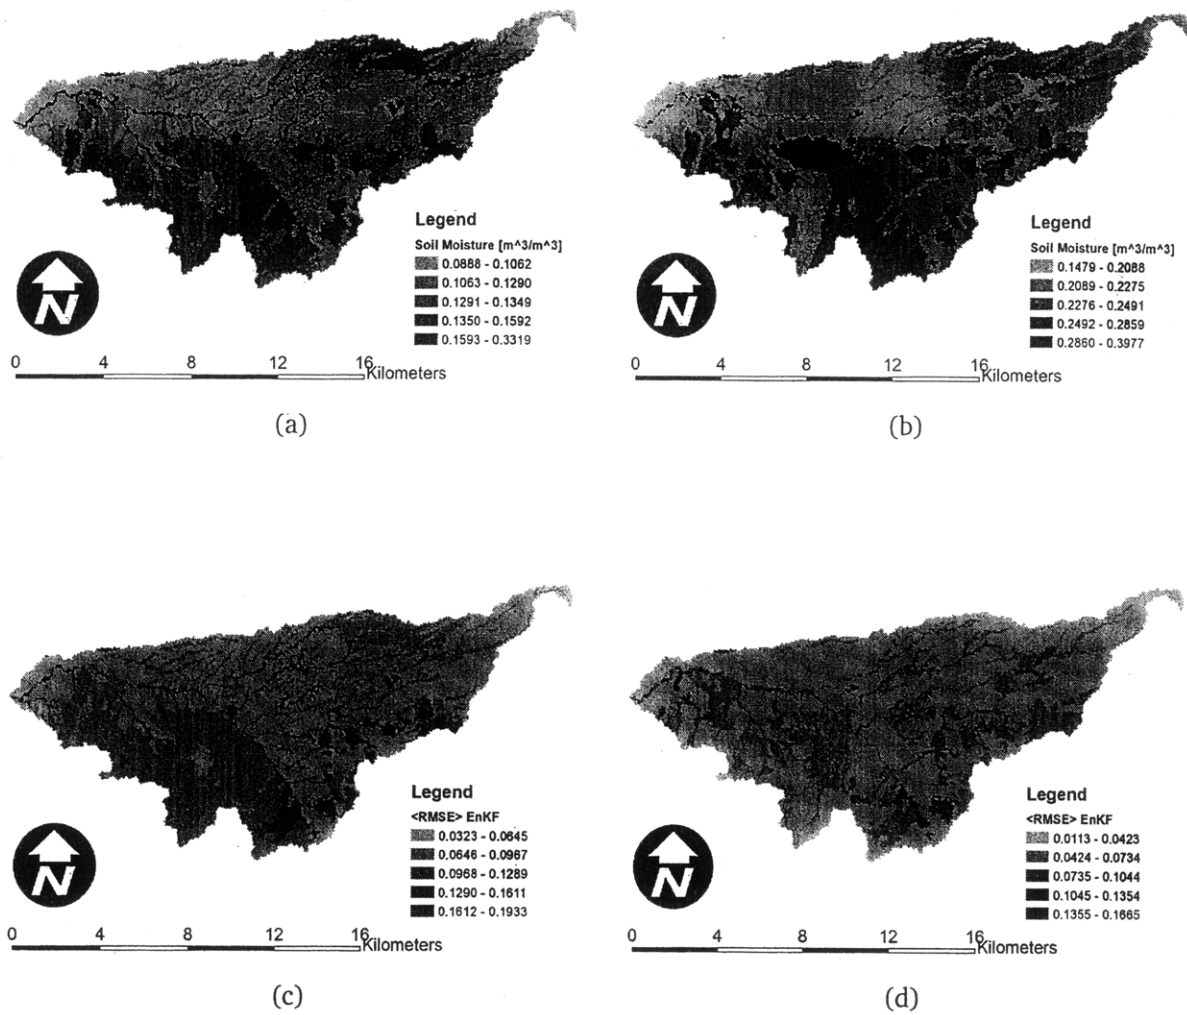 Legend
Soil Moisture [m^3/m^3]
0.0888 - 0.1062
0.1063 - 0.1290
0.1291 - 0.1349
0.1350 - 0.1592
0.1593 - 0.3319
N
0 4 8 12 16 Kilometers
(a)
Legend
Soil Moisture [m^3/m^3]
0.1479 - 0.2088
0.2089 - 0.2275
0.2276 - 0.2491
0.2492 - 0.2859
0.2860 - 0.3977
N
0 4 8 12 16 Kilometers
(b)
Legend
<RMSE> EnKF
0.0323 - 0.0645
0.0646 - 0.0967
0.0968 - 0.1289
0.1290 - 0.1611
0.1612 - 0.1933
N
0 4 8 12 16 Kilometers
(c)
Legend
<RMSE> EnKF
0.0113 - 0.0423
0.0424 - 0.0734
0.0735 - 0.1044
0.1045 - 0.1354
0.1355 - 0.1665
N
0 4 8 12 16 Kilometers
(d)